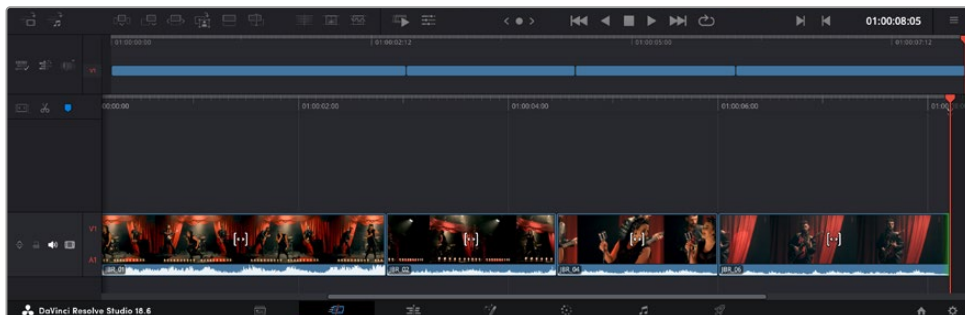 01:00:08:05
01:00:00:00 01:00:02:12 01:00:05:00 01:00:07:12
V1
00:00:00 01:00:02:00 01:00:04:00 01:00:06:00
V1
A1
JBR_01 JBR_02 JBR_04 JBR_06
DaVinci Resolve Studio 18.6